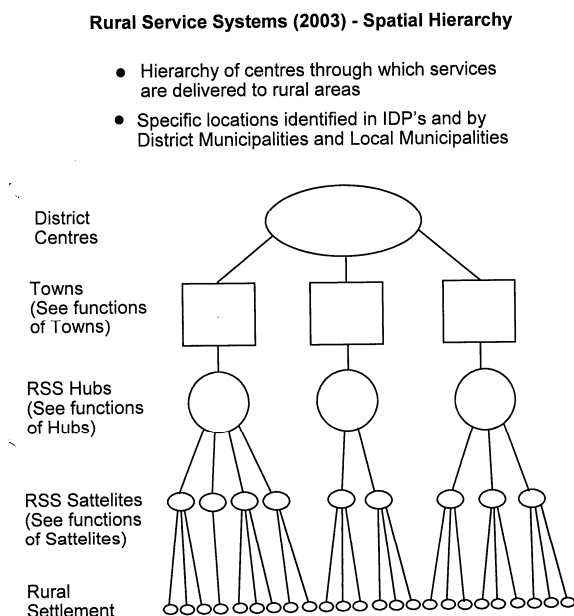 Rural Service Systems (2003) - Spatial Hierarchy
● Hierarchy of centres through which services
are delivered to rural areas
● Specific locations identified in IDP's and by
District Municipalities and Local Municipalities
District
Centres
Towns
(See functions
of Towns)
RSS Hubs
(See functions
of Hubs)
RSS Sattelites
(See functions
of Sattelites)
Rural
Settlement